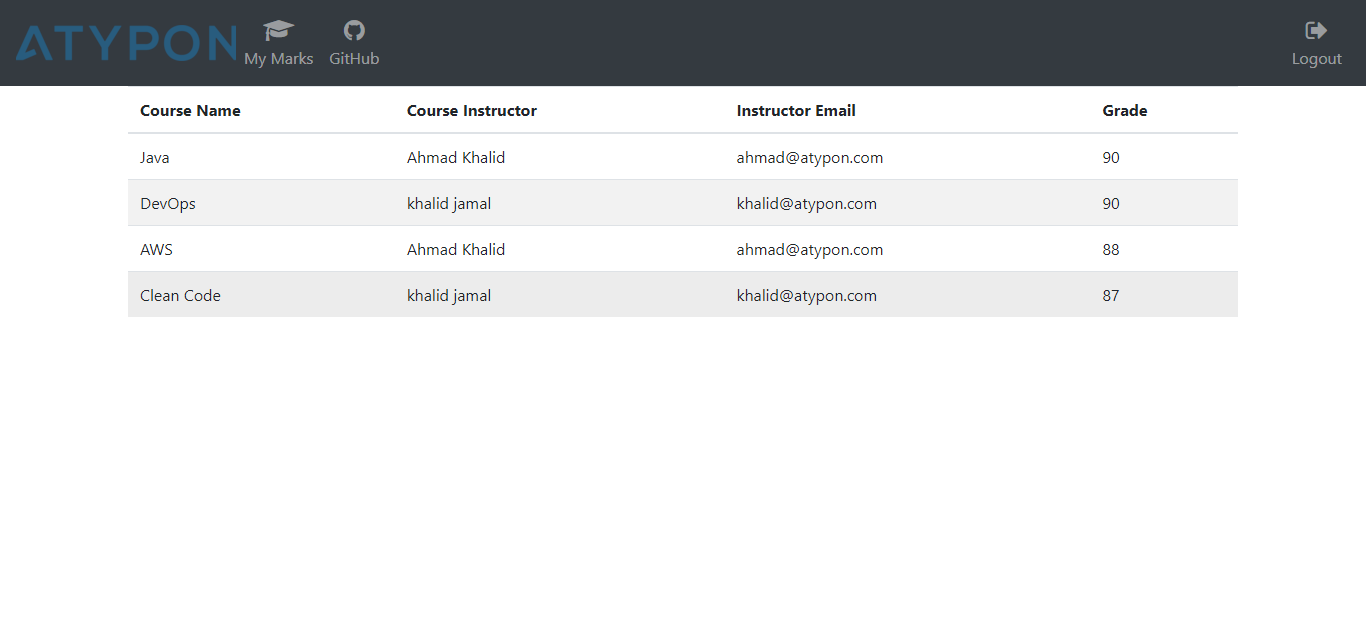 ATYPON
My Marks GitHub Logout
Course Name Course Instructor Instructor Email Grade
Java Ahmad Khalid ahmad@atypon.com 90
DevOps khalid jamal khalid@atypon.com 90
AWS Ahmad Khalid ahmad@atypon.com 88
Clean Code khalid jamal khalid@atypon.com 87